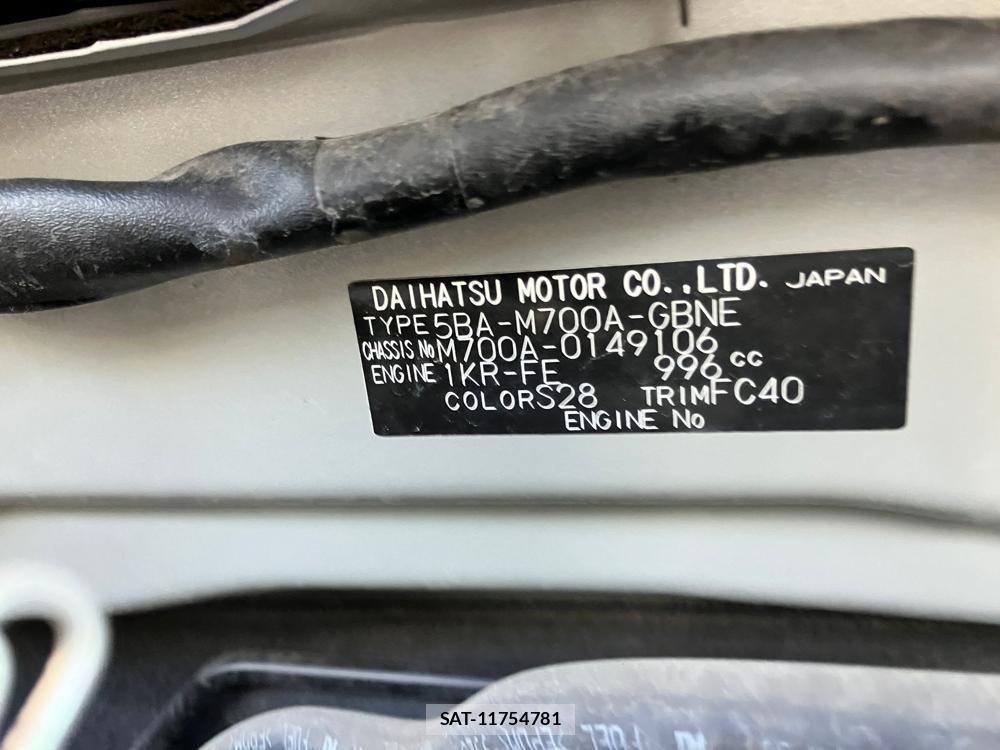 DAIHATSU MOTOR CO.,LTD. JAPAN
TYPE 5BA-M700A-GBNE
CHASSIS No M700A-0149106
ENGINE 1KR-FE 996 cc
COLOR S28 TRIM FC40
ENGINE No
SAT-11754781